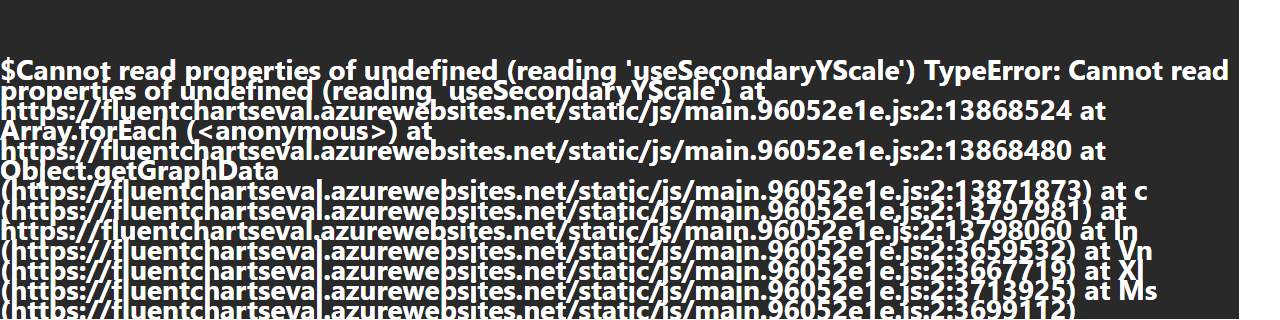 $Cannot read properties of undefined (reading 'useSecondaryYScale') TypeError: Cannot read
properties of undefined (reading 'useSecondaryYScale') at
https://fluentchartseval.azurewebsites.net/static/js/main.96052e1e.js:2:13868524 at
Array.forEach (<anonymous>) at
https://fluentchartseval.azurewebsites.net/static/js/main.96052e1e.js:2:13868480 at
Object.getGraphData
(https://fluentchartseval.azurewebsites.net/static/js/main.96052e1e.js:2:13871873) at c
(https://fluentchartseval.azurewebsites.net/static/js/main.96052e1e.js:2:13797981) at
https://fluentchartseval.azurewebsites.net/static/js/main.96052e1e.js:2:13798060 at In
(https://fluentchartseval.azurewebsites.net/static/js/main.96052e1e.js:2:3659532) at Vn
(https://fluentchartseval.azurewebsites.net/static/js/main.96052e1e.js:2:3667719) at Xl
(https://fluentchartseval.azurewebsites.net/static/js/main.96052e1e.js:2:3713925) at Ms
(https://fluentchartseval.azurewebsites.net/static/js/main.96052e1e.js:2:3699112)